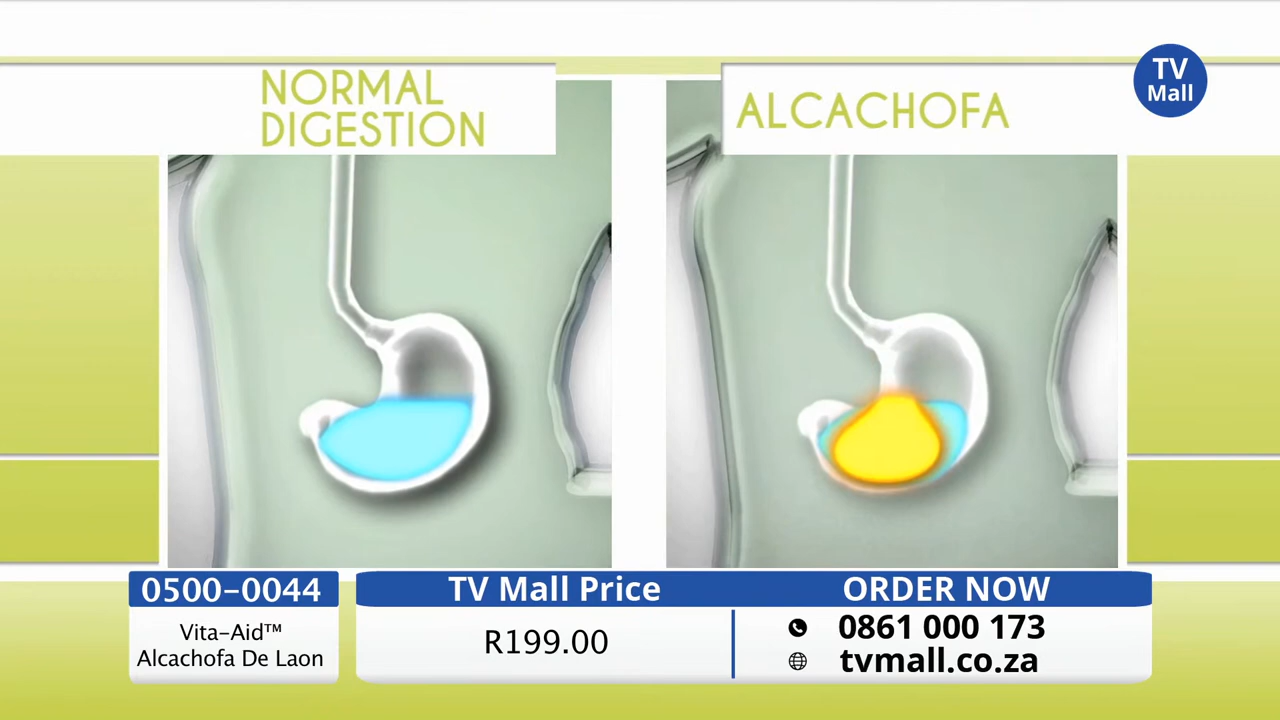 NORMAL
DIGESTION
ALCACHOFA
TV
Mall
0500-0044
Vita-Aid™
Alcachofa De Laon
TV Mall Price
R199.00
ORDER NOW
0861 000 173
tvmall.co.za